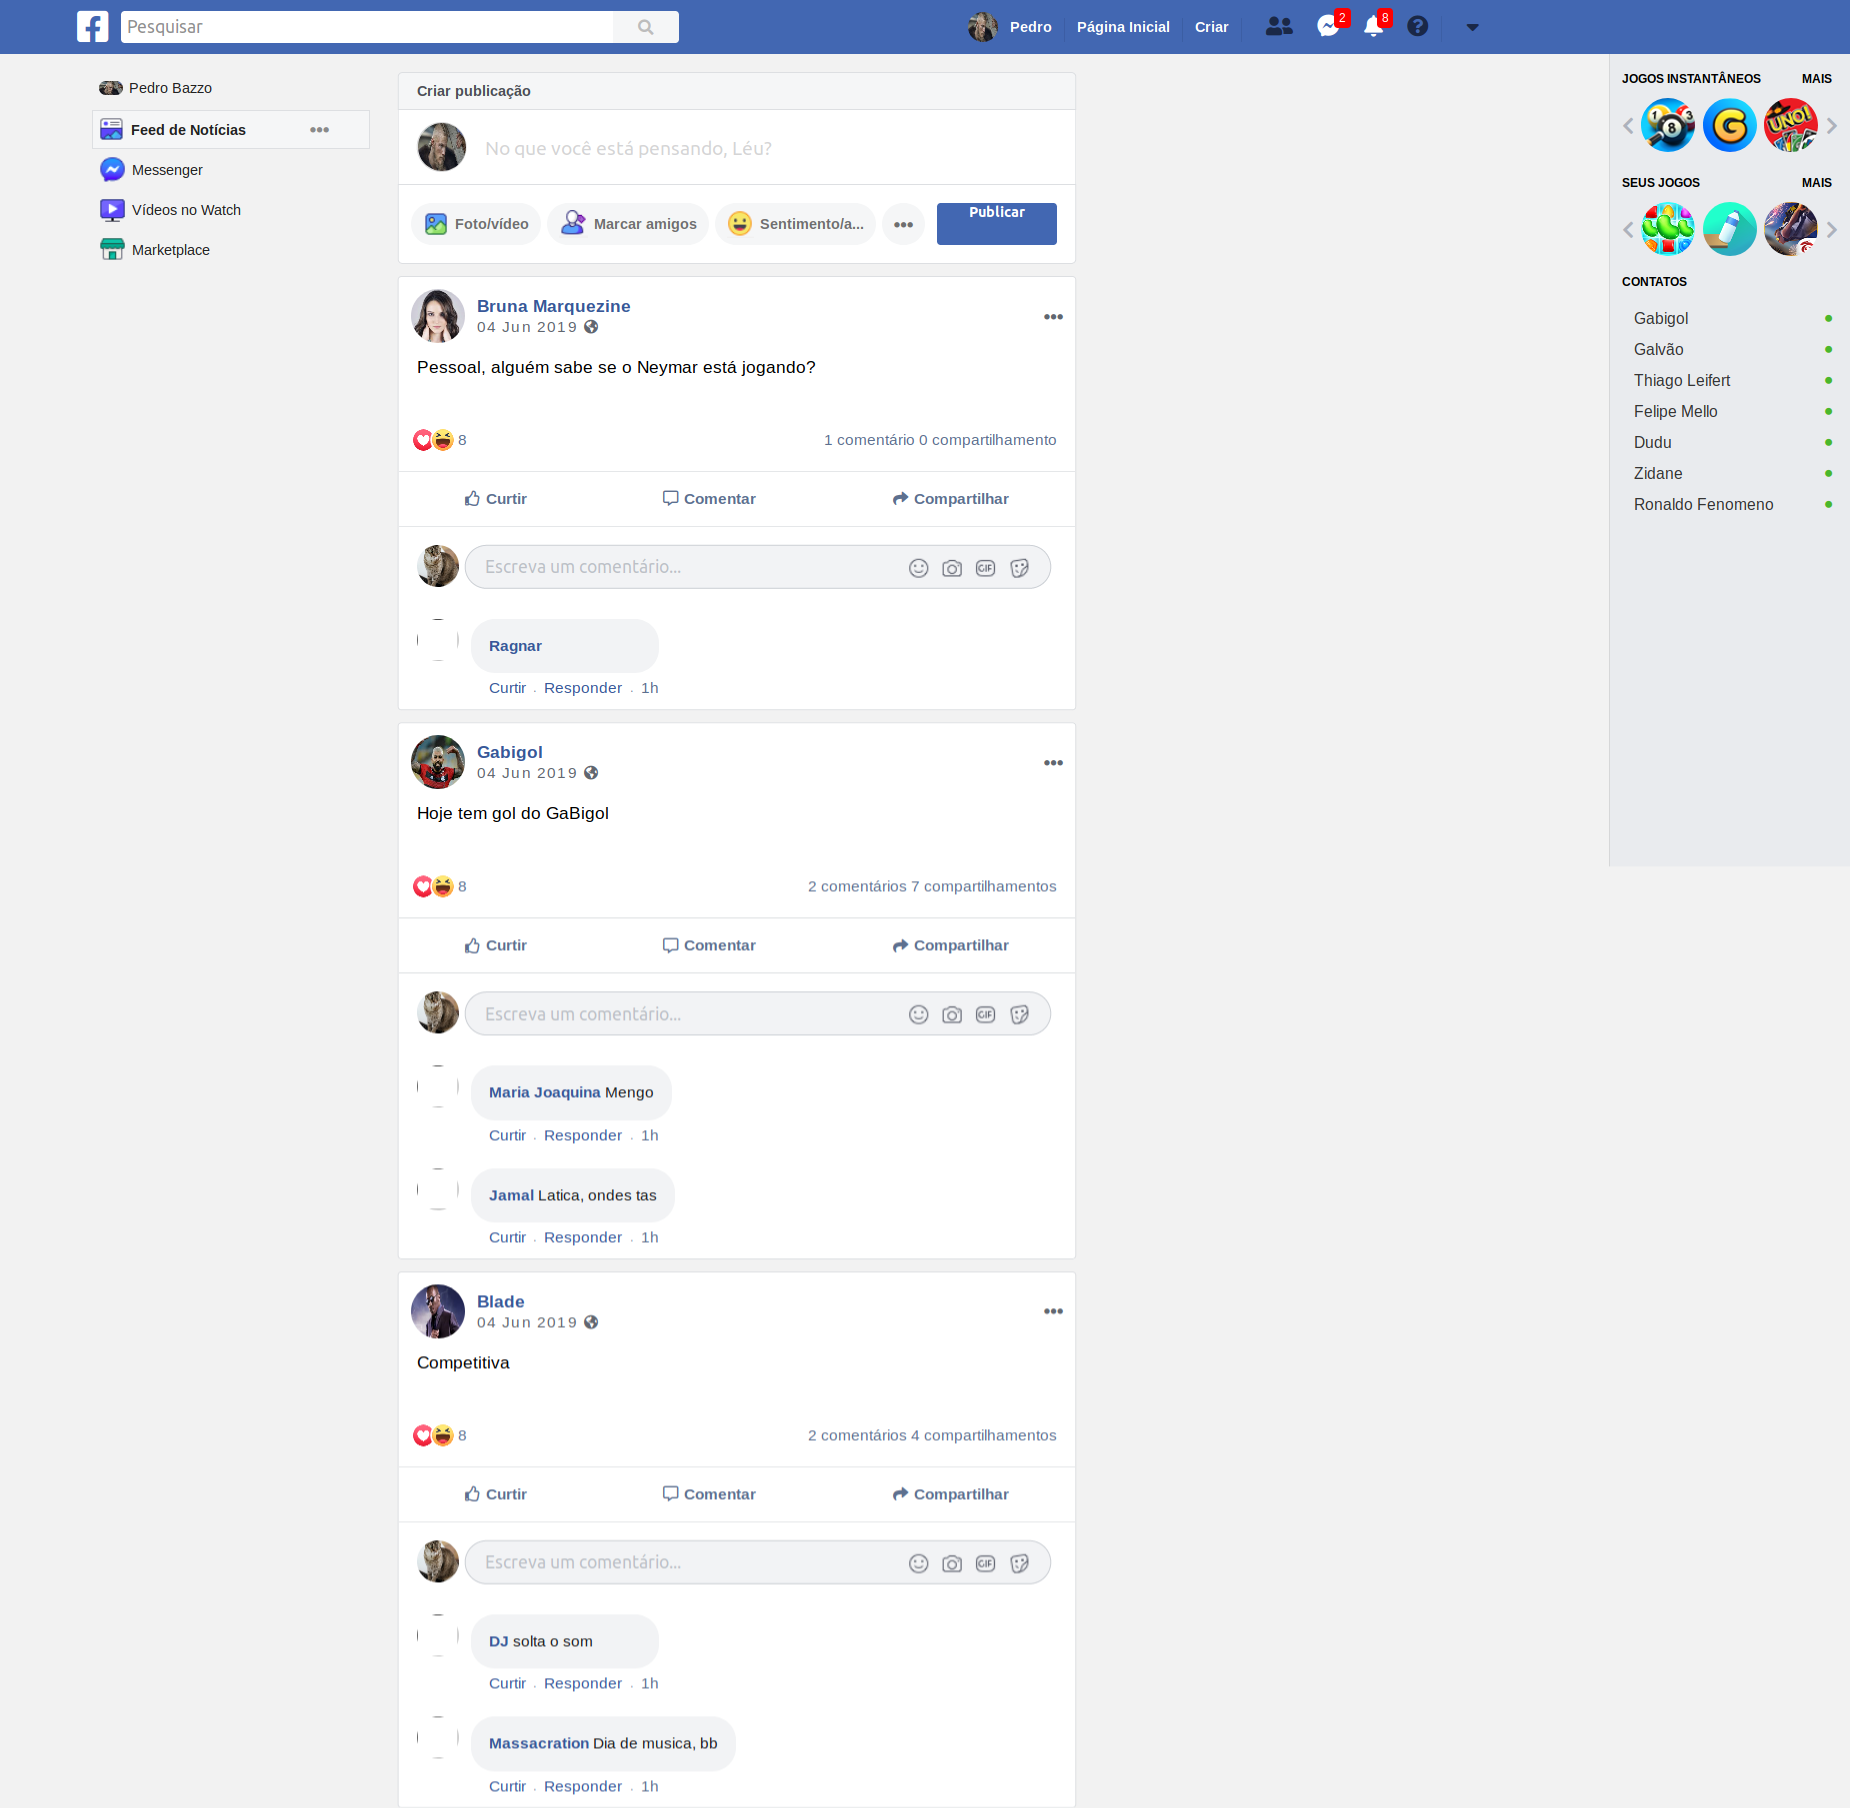 Pesquisar
Pedro
Página Inicial
Criar
2
8
Pedro Bazzo
Feed de Notícias
Messenger
Vídeos no Watch
Marketplace
Criar publicação
No que você está pensando, Léu?
Foto/vídeo
Marcar amigos
Sentimento/a...
Publicar
Bruna Marquezine
04 Jun 2019
Pessoal, alguém sabe se o Neymar está jogando?
8
1 comentário 0 compartilhamento
Curtir
Comentar
Compartilhar
Escreva um comentário...
GIF
Ragnar
Curtir . Responder . 1h
Gabigol
04 Jun 2019
Hoje tem gol do GaBigol
8
2 comentários 7 compartilhamentos
Curtir
Comentar
Compartilhar
Escreva um comentário...
GIF
Maria Joaquina Mengo
Curtir . Responder . 1h
Jamal Latica, ondes tas
Curtir . Responder . 1h
Blade
04 Jun 2019
Competitiva
8
2 comentários 4 compartilhamentos
Curtir
Comentar
Compartilhar
Escreva um comentário...
GIF
DJ solta o som
Curtir . Responder . 1h
Massacration Dia de musica, bb
Curtir . Responder . 1h
JOGOS INSTANTÂNEOS MAIS
1 8 3
G
UNO!
SEUS JOGOS MAIS
CONTATOS
Gabigol
Galvão
Thiago Leifert
Felipe Mello
Dudu
Zidane
Ronaldo Fenomeno